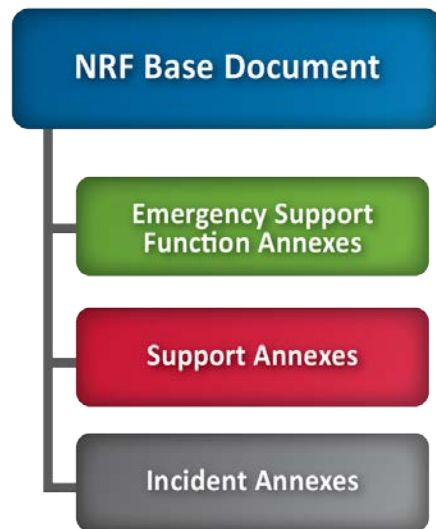 NRF Base Document
Emergency Support
Function Annexes
Support Annexes
Incident Annexes